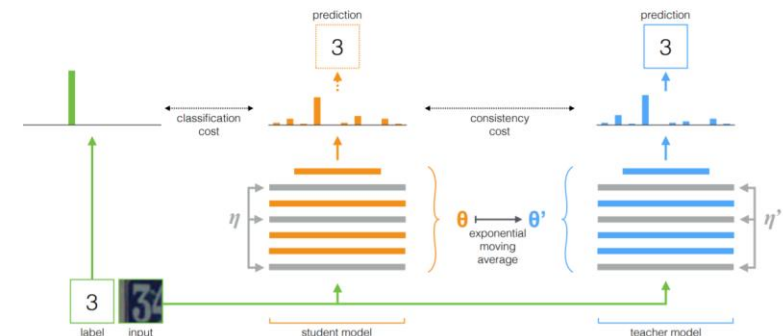 prediction
prediction
3
3
classification
cost
consistency
cost
η
θ
θ’
η’
exponential
moving
average
3
label
input
student model
teacher model